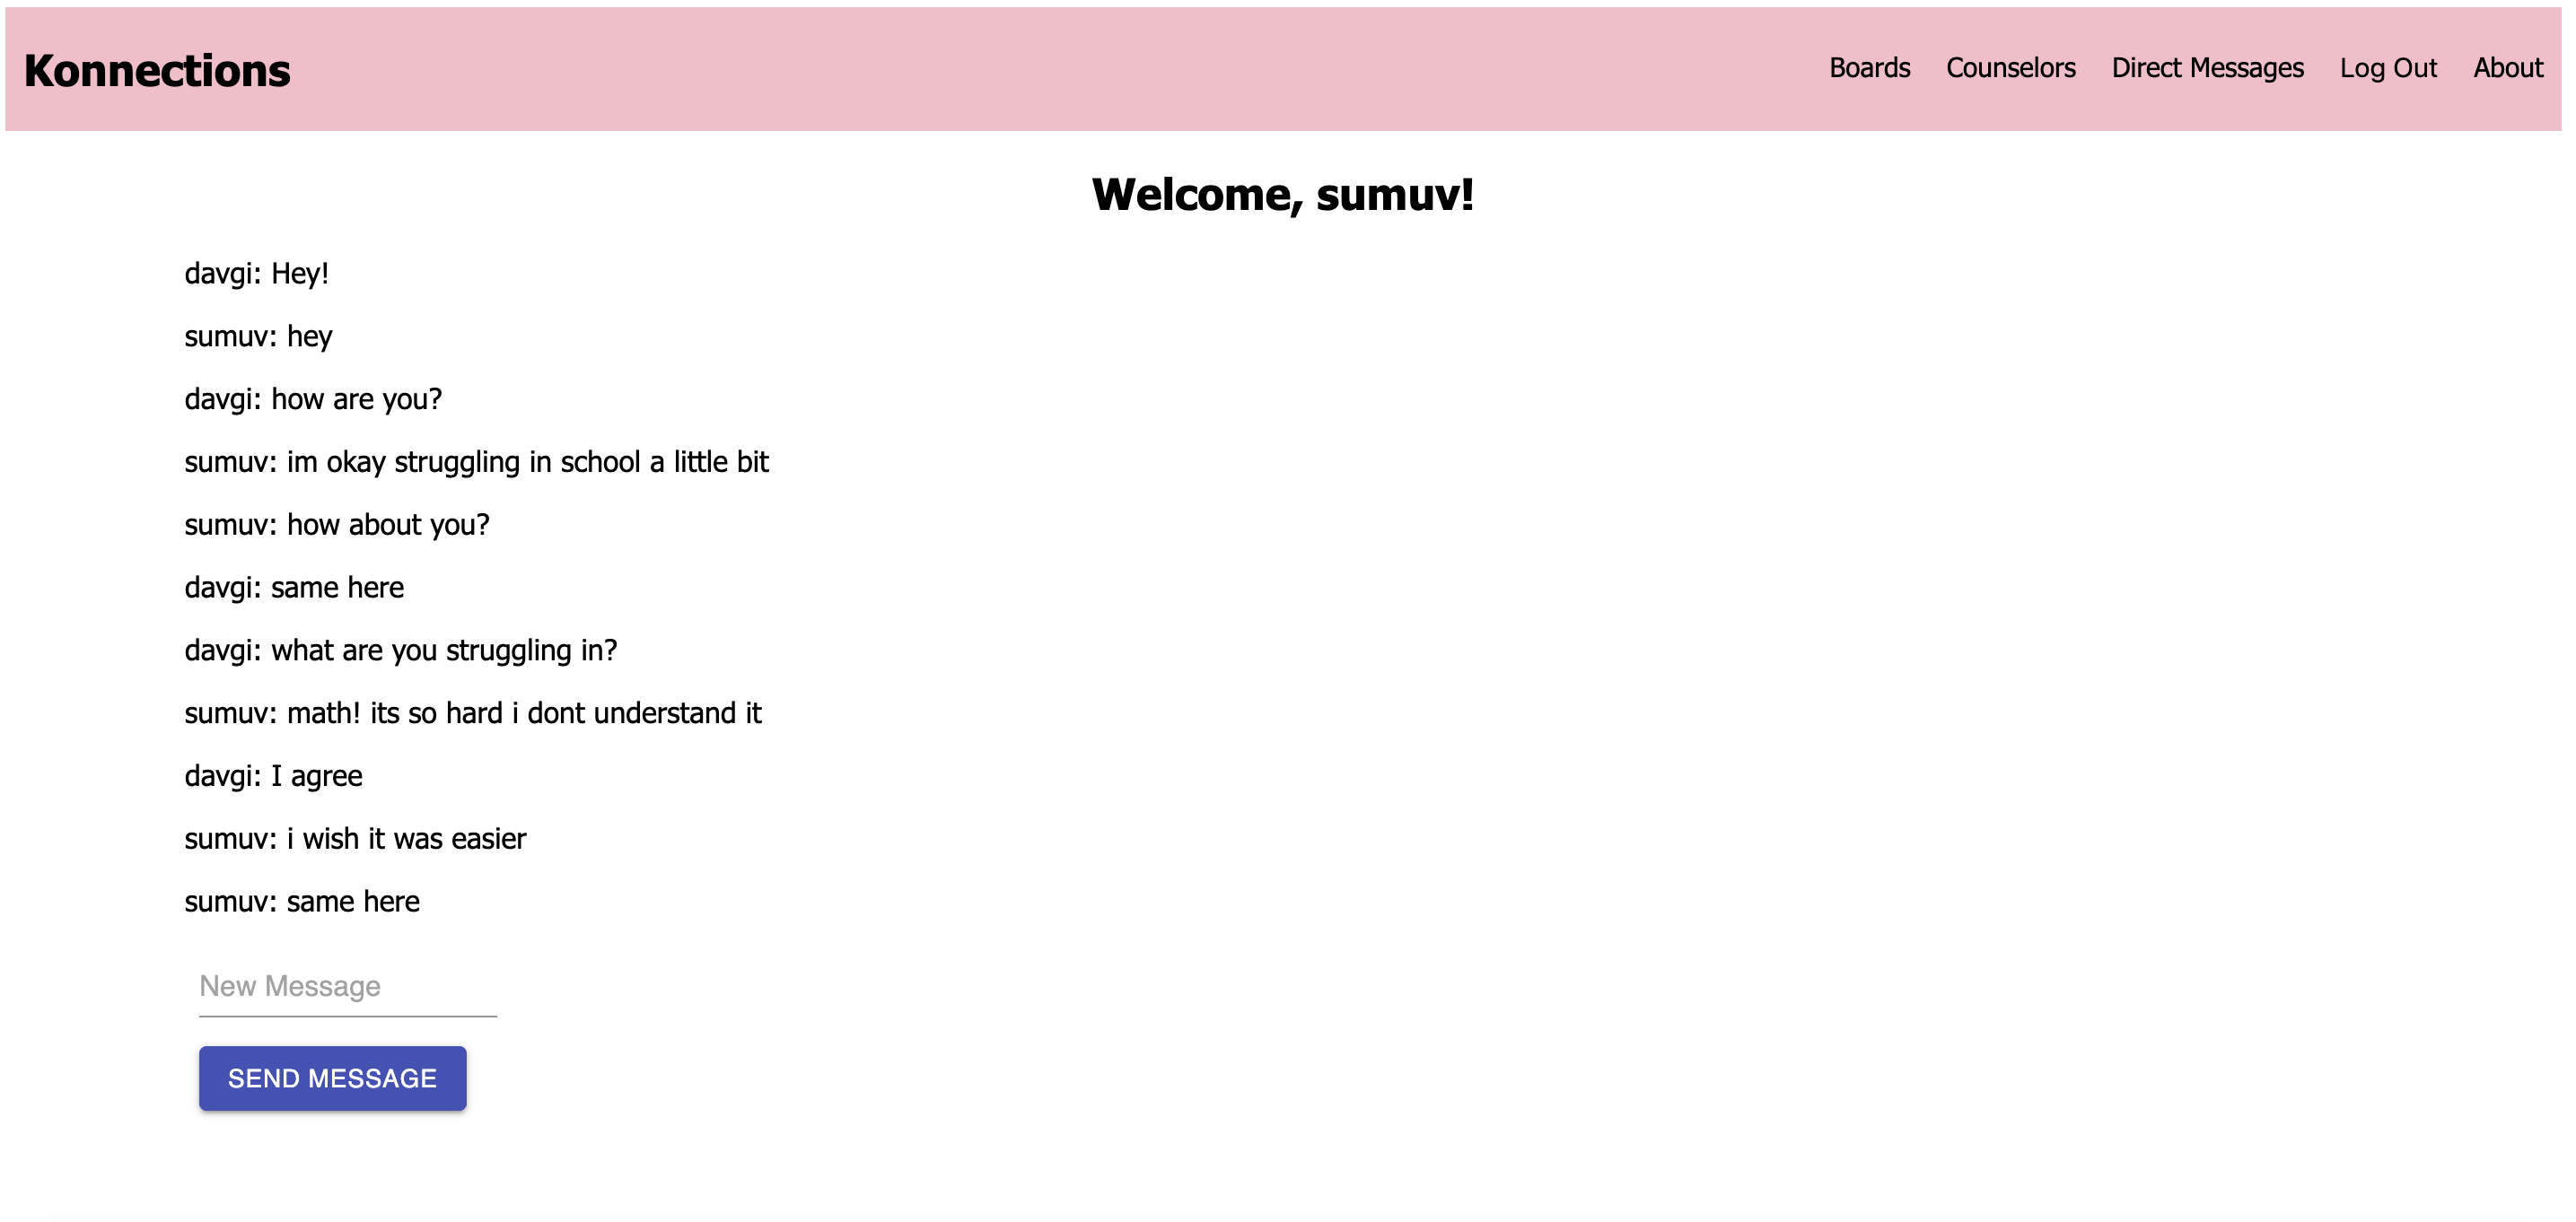 Konnections
Boards Counselors Direct Messages Log Out About
Welcome, sumuv!
davgi: Hey!
sumuv: hey
davgi: how are you?
sumuv: im okay struggling in school a little bit
sumuv: how about you?
davgi: same here
davgi: what are you struggling in?
sumuv: math! its so hard i dont understand it
davgi: I agree
sumuv: i wish it was easier
sumuv: same here
New Message
SEND MESSAGE